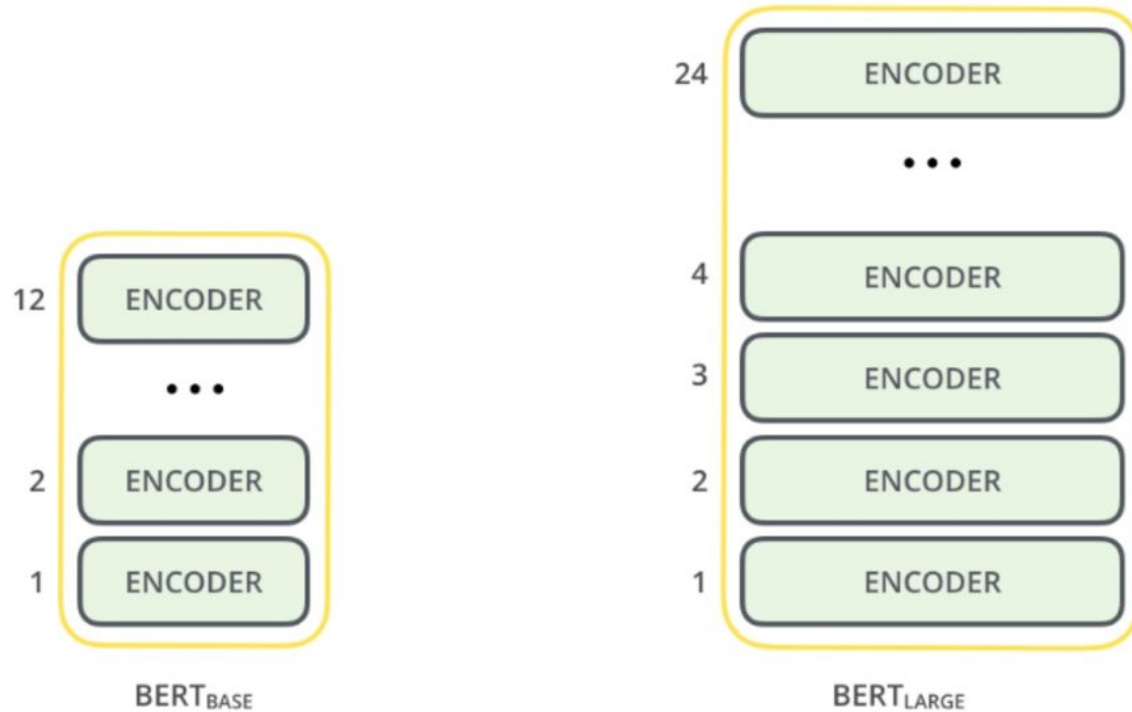 12 ENCODER
...
2 ENCODER
1 ENCODER
BERTBASE
24 ENCODER
...
4 ENCODER
3 ENCODER
2 ENCODER
1 ENCODER
BERTLARGE